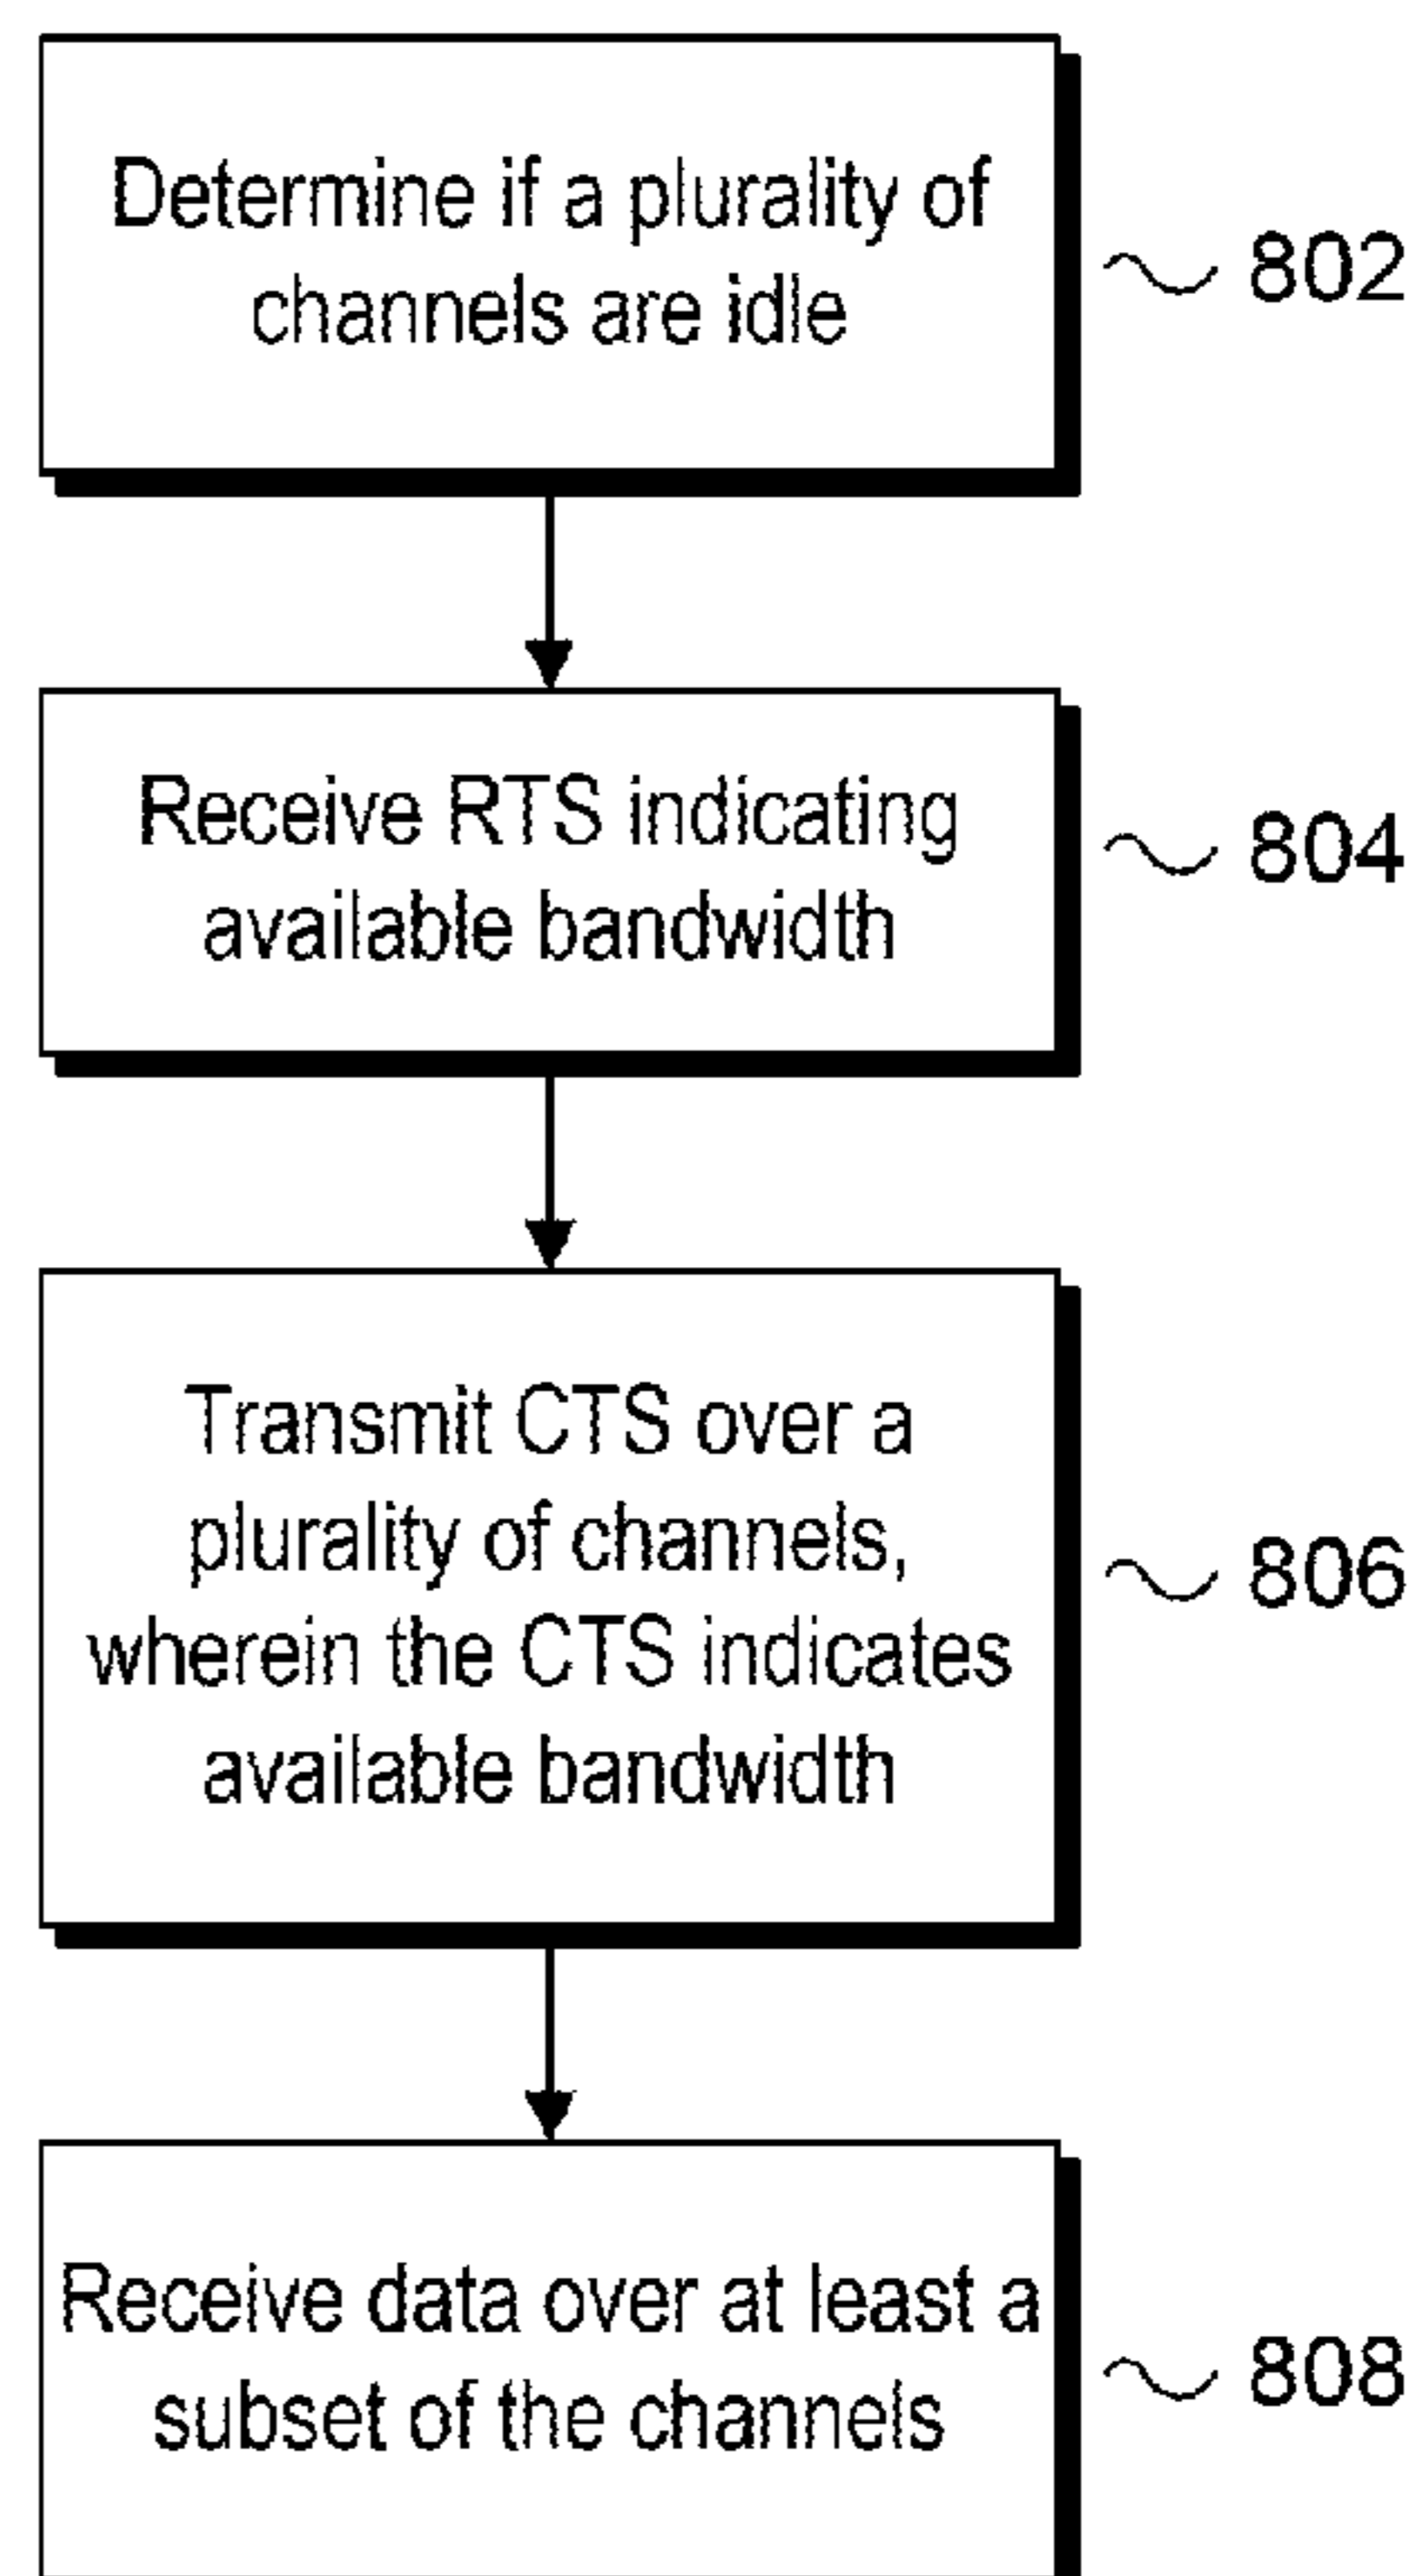 Determine if a plurality of
channels are idle
802
Receive RTS indicating
available bandwidth
804
Transmit CTS over a
plurality of channels,
wherein the CTS indicates
available bandwidth
806
Receive data over at least a
subset of the channels
808